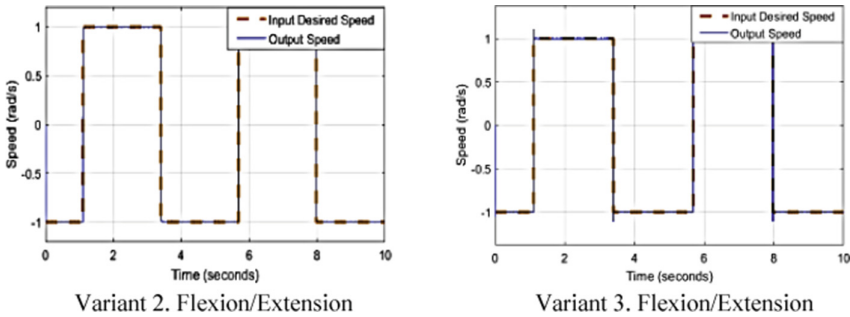 Input Desired Speed
Output Speed
Speed (rad/s)
1
0.5
0
-0.5
-1
0 2 4 6 8 10
Time (seconds)
Variant 2. Flexion/Extension
Input Desired Speed
Output Speed
Speed (rad/s)
1
0.5
0
-0.5
-1
0 2 4 6 8 10
Time (seconds)
Variant 3. Flexion/Extension